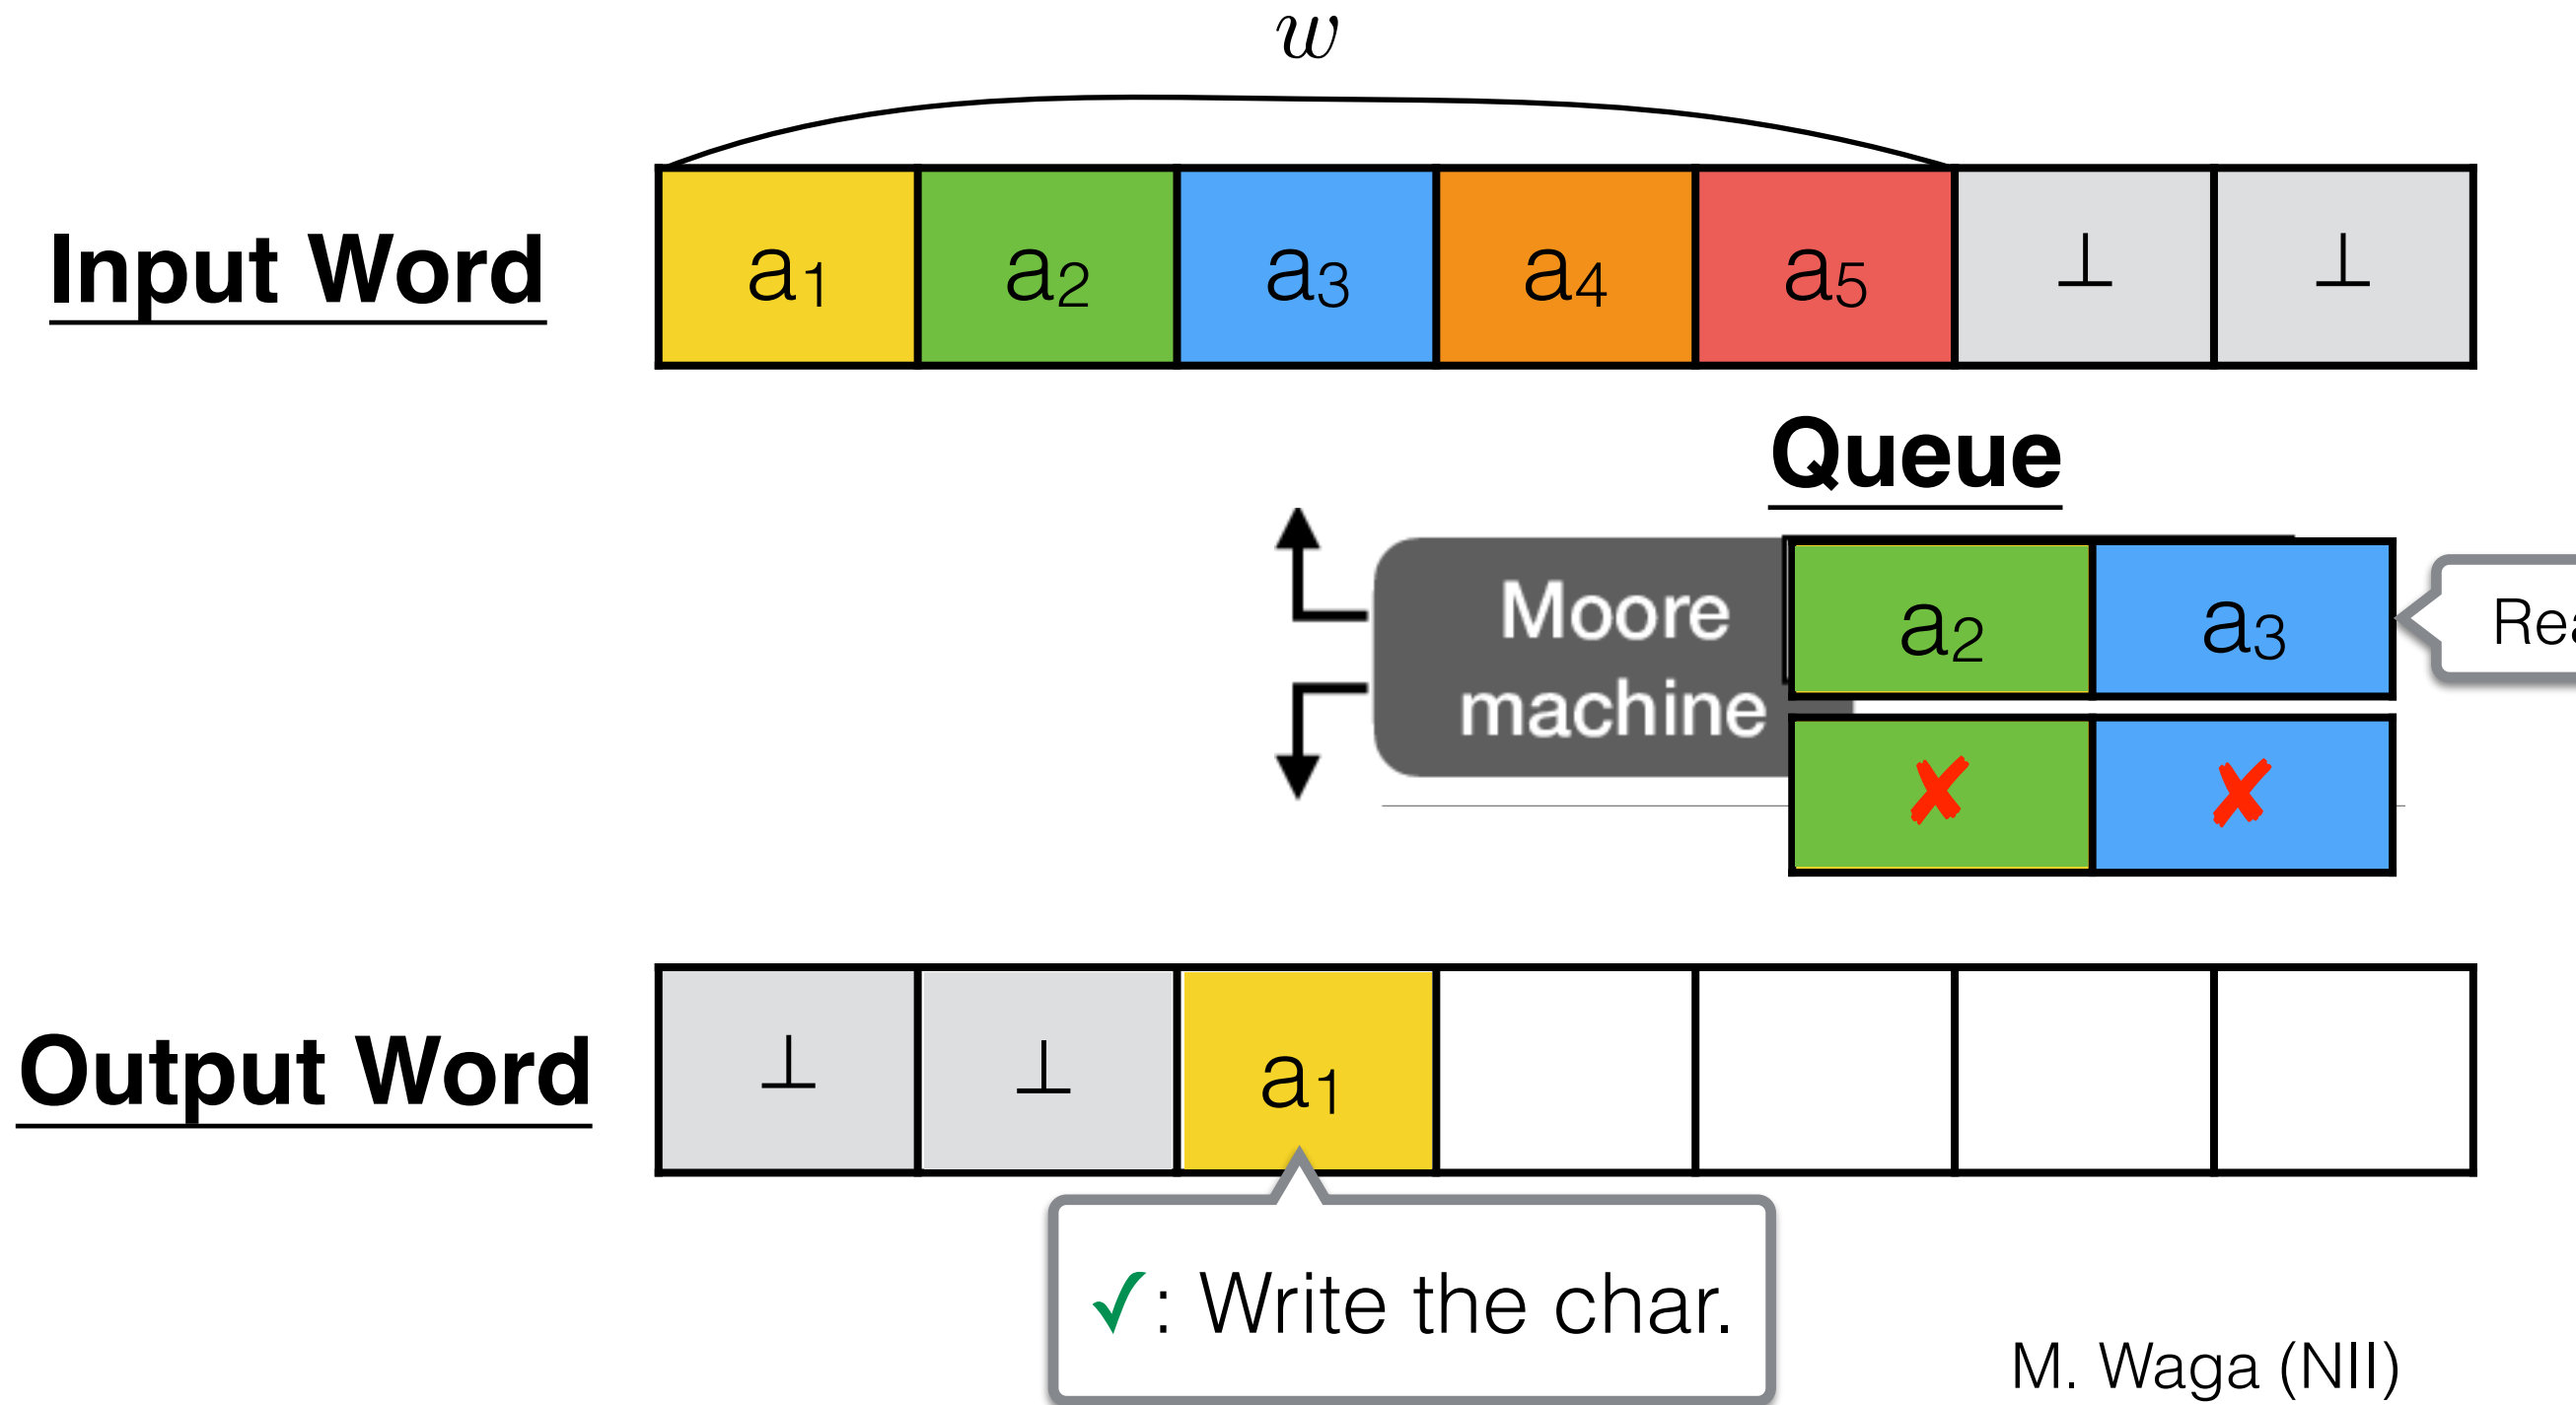 w
Input Word a₁ a₂ a₃ a₄ a₅ ⊥ ⊥
Queue
Moore
machine
a₂ a₃
✘ ✘
Output Word ⊥ ⊥ a₁
✓: Write the char.
M. Waga (NII)